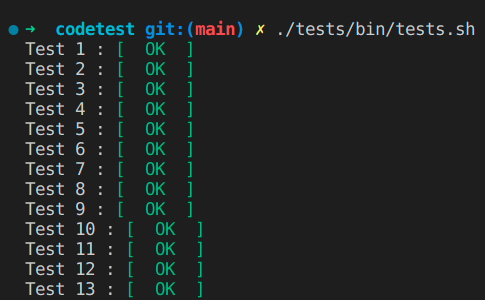 ➜  codetest git:(main) ✗ ./tests/bin/tests.sh
Test 1 : [  OK  ]
Test 2 : [  OK  ]
Test 3 : [  OK  ]
Test 4 : [  OK  ]
Test 5 : [  OK  ]
Test 6 : [  OK  ]
Test 7 : [  OK  ]
Test 8 : [  OK  ]
Test 9 : [  OK  ]
Test 10 : [  OK  ]
Test 11 : [  OK  ]
Test 12 : [  OK  ]
Test 13 : [  OK  ]